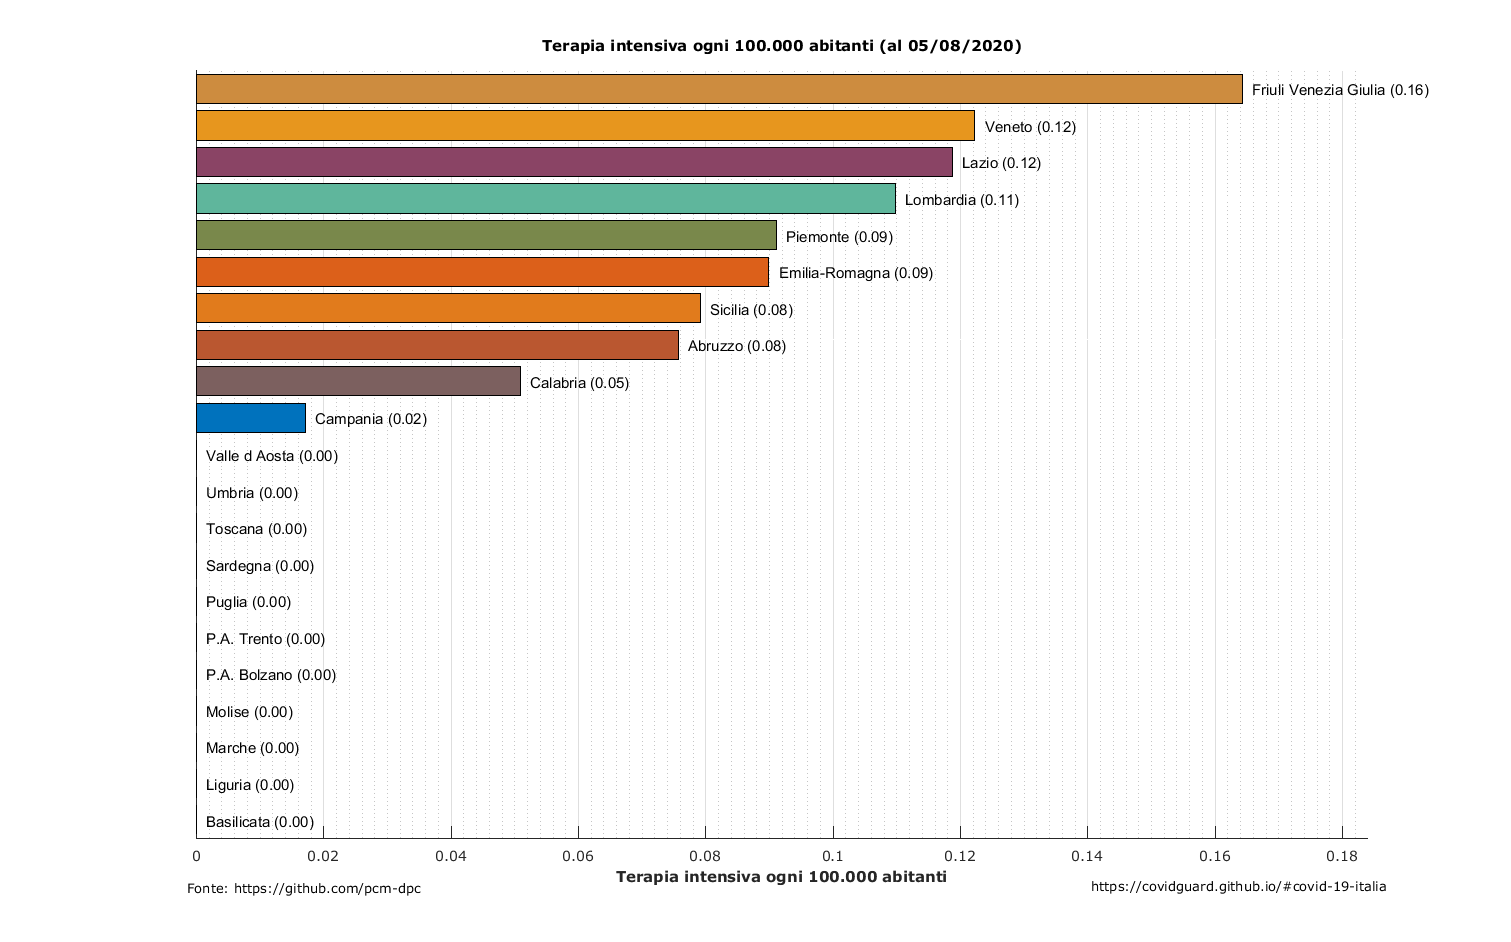 Terapia intensiva ogni 100.000 abitanti (al 05/08/2020)
Friuli Venezia Giulia (0.16)
Veneto (0.12)
Lazio (0.12)
Lombardia (0.11)
Piemonte (0.09)
Emilia-Romagna (0.09)
Sicilia (0.08)
Abruzzo (0.08)
Calabria (0.05)
Campania (0.02)
Valle d Aosta (0.00)
Umbria (0.00)
Toscana (0.00)
Sardegna (0.00)
Puglia (0.00)
P.A. Trento (0.00)
P.A. Bolzano (0.00)
Molise (0.00)
Marche (0.00)
Liguria (0.00)
Basilicata (0.00)
0 0.02 0.04 0.06 0.08 0.1 0.12 0.14 0.16 0.18
Terapia intensiva ogni 100.000 abitanti
Fonte: https://github.com/pcm-dpc
https://covidguard.github.io/#covid-19-italia